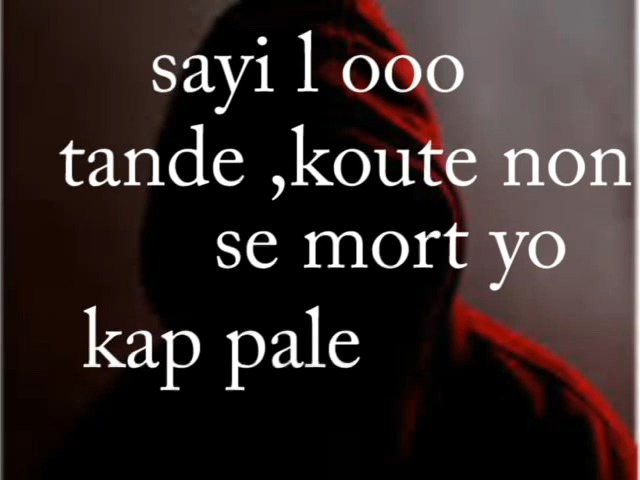 sayi l ooo
tande ,koute non
se mort yo
kap pale